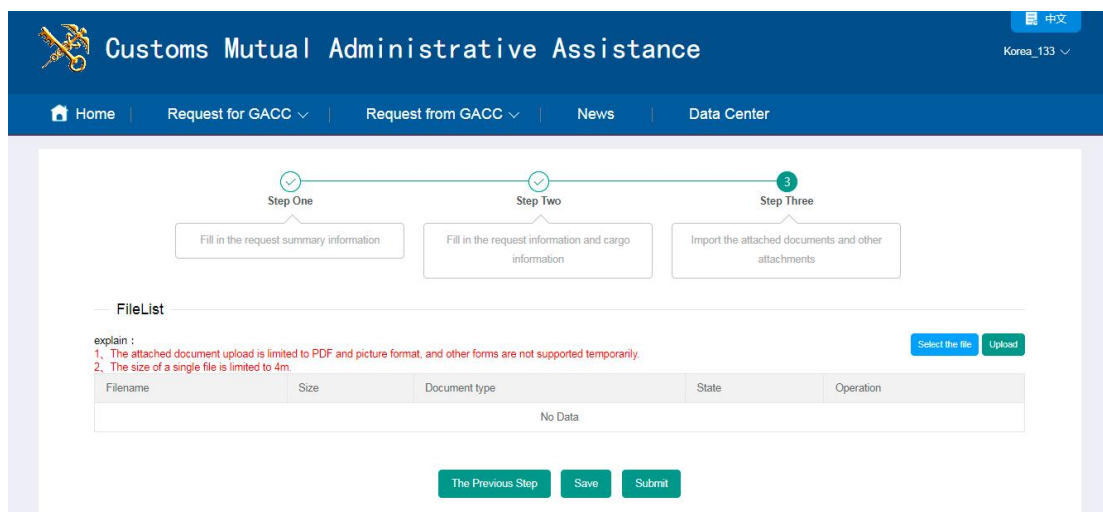 中文
Customs Mutual Administrative Assistance
Korea_133
Home
Request for GACC
Request from GACC
News
Data Center
3
Step One
Step Two
Step Three
Fill in the request summary information
Fill in the request information and cargo
information
Import the attached documents and other
attachments
FileList
explain：
1、The attached document upload is limited to PDF and picture format, and other forms are not supported temporarily.
2、The size of a single file is limited to 4m.
Select the file
Upload
Filename
Size
Document type
State
Operation
No Data
The Previous Step
Save
Submit